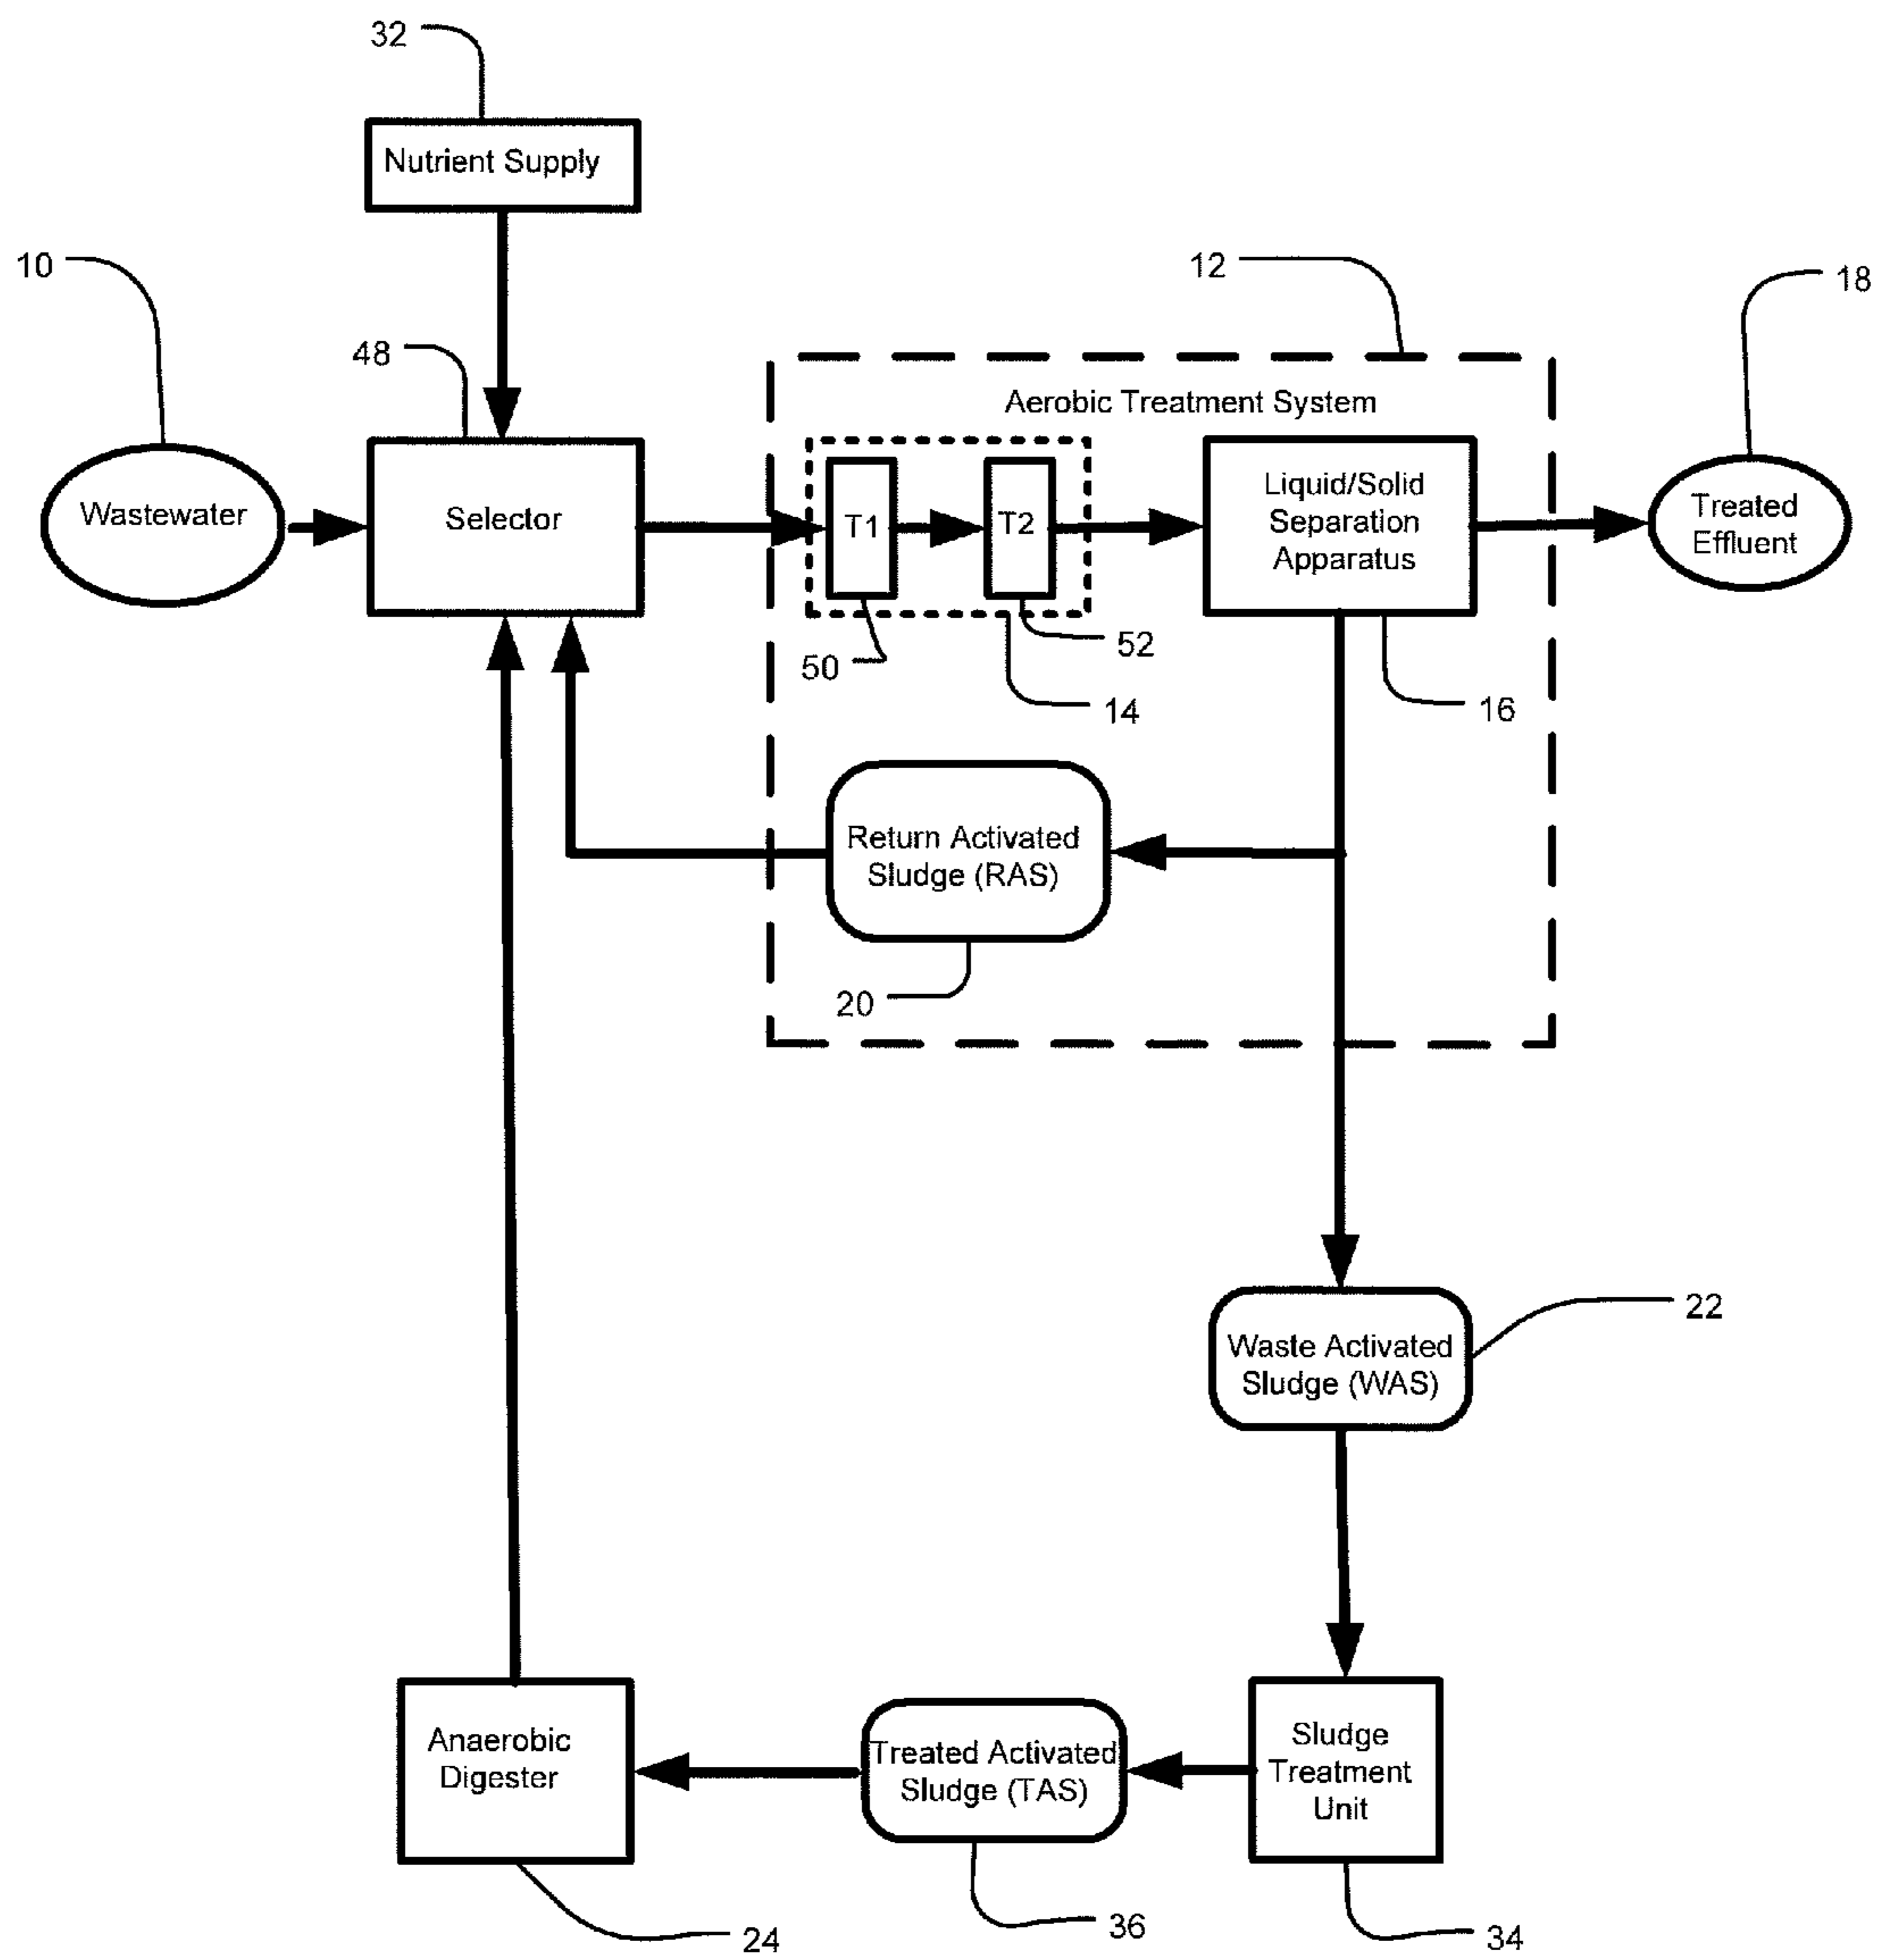 32
Nutrient Supply
10
12
18
48
Aerobic Treatment System
Wastewater
Selector
T1
T2
Liquid/Solid
Separation
Apparatus
Treated
Effluent
50
52
14
16
Return Activated
Sludge (RAS)
20
22
Waste Activated
Sludge (WAS)
Anaerobic
Digester
Treated Activated
Sludge (TAS)
Sludge
Treatment
Unit
24
36
34